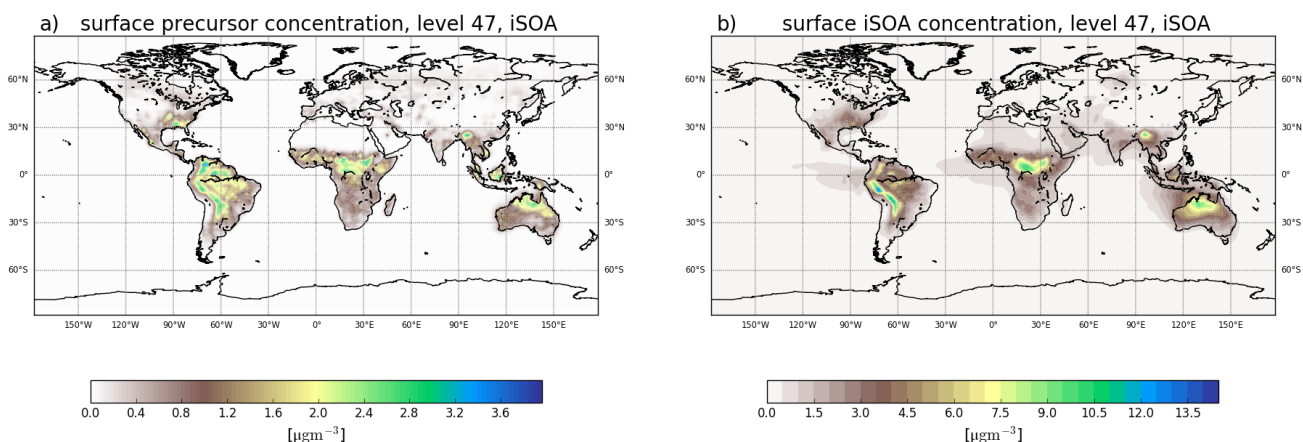 a) surface precursor concentration, level 47, iSOA
60°N
30°N
0°
30°S
60°S
60°N
30°N
0°
30°S
60°S
150°W 120°W 90°W 60°W 30°W 0° 30°E 60°E 90°E 120°E 150°E
0.0 0.4 0.8 1.2 1.6 2.0 2.4 2.8 3.2 3.6
[μgm⁻³]
b) surface iSOA concentration, level 47, iSOA
60°N
30°N
0°
30°S
60°S
60°N
30°N
0°
30°S
60°S
150°W 120°W 90°W 60°W 30°W 0° 30°E 60°E 90°E 120°E 150°E
0.0 1.5 3.0 4.5 6.0 7.5 9.0 10.5 12.0 13.5
[μgm⁻³]